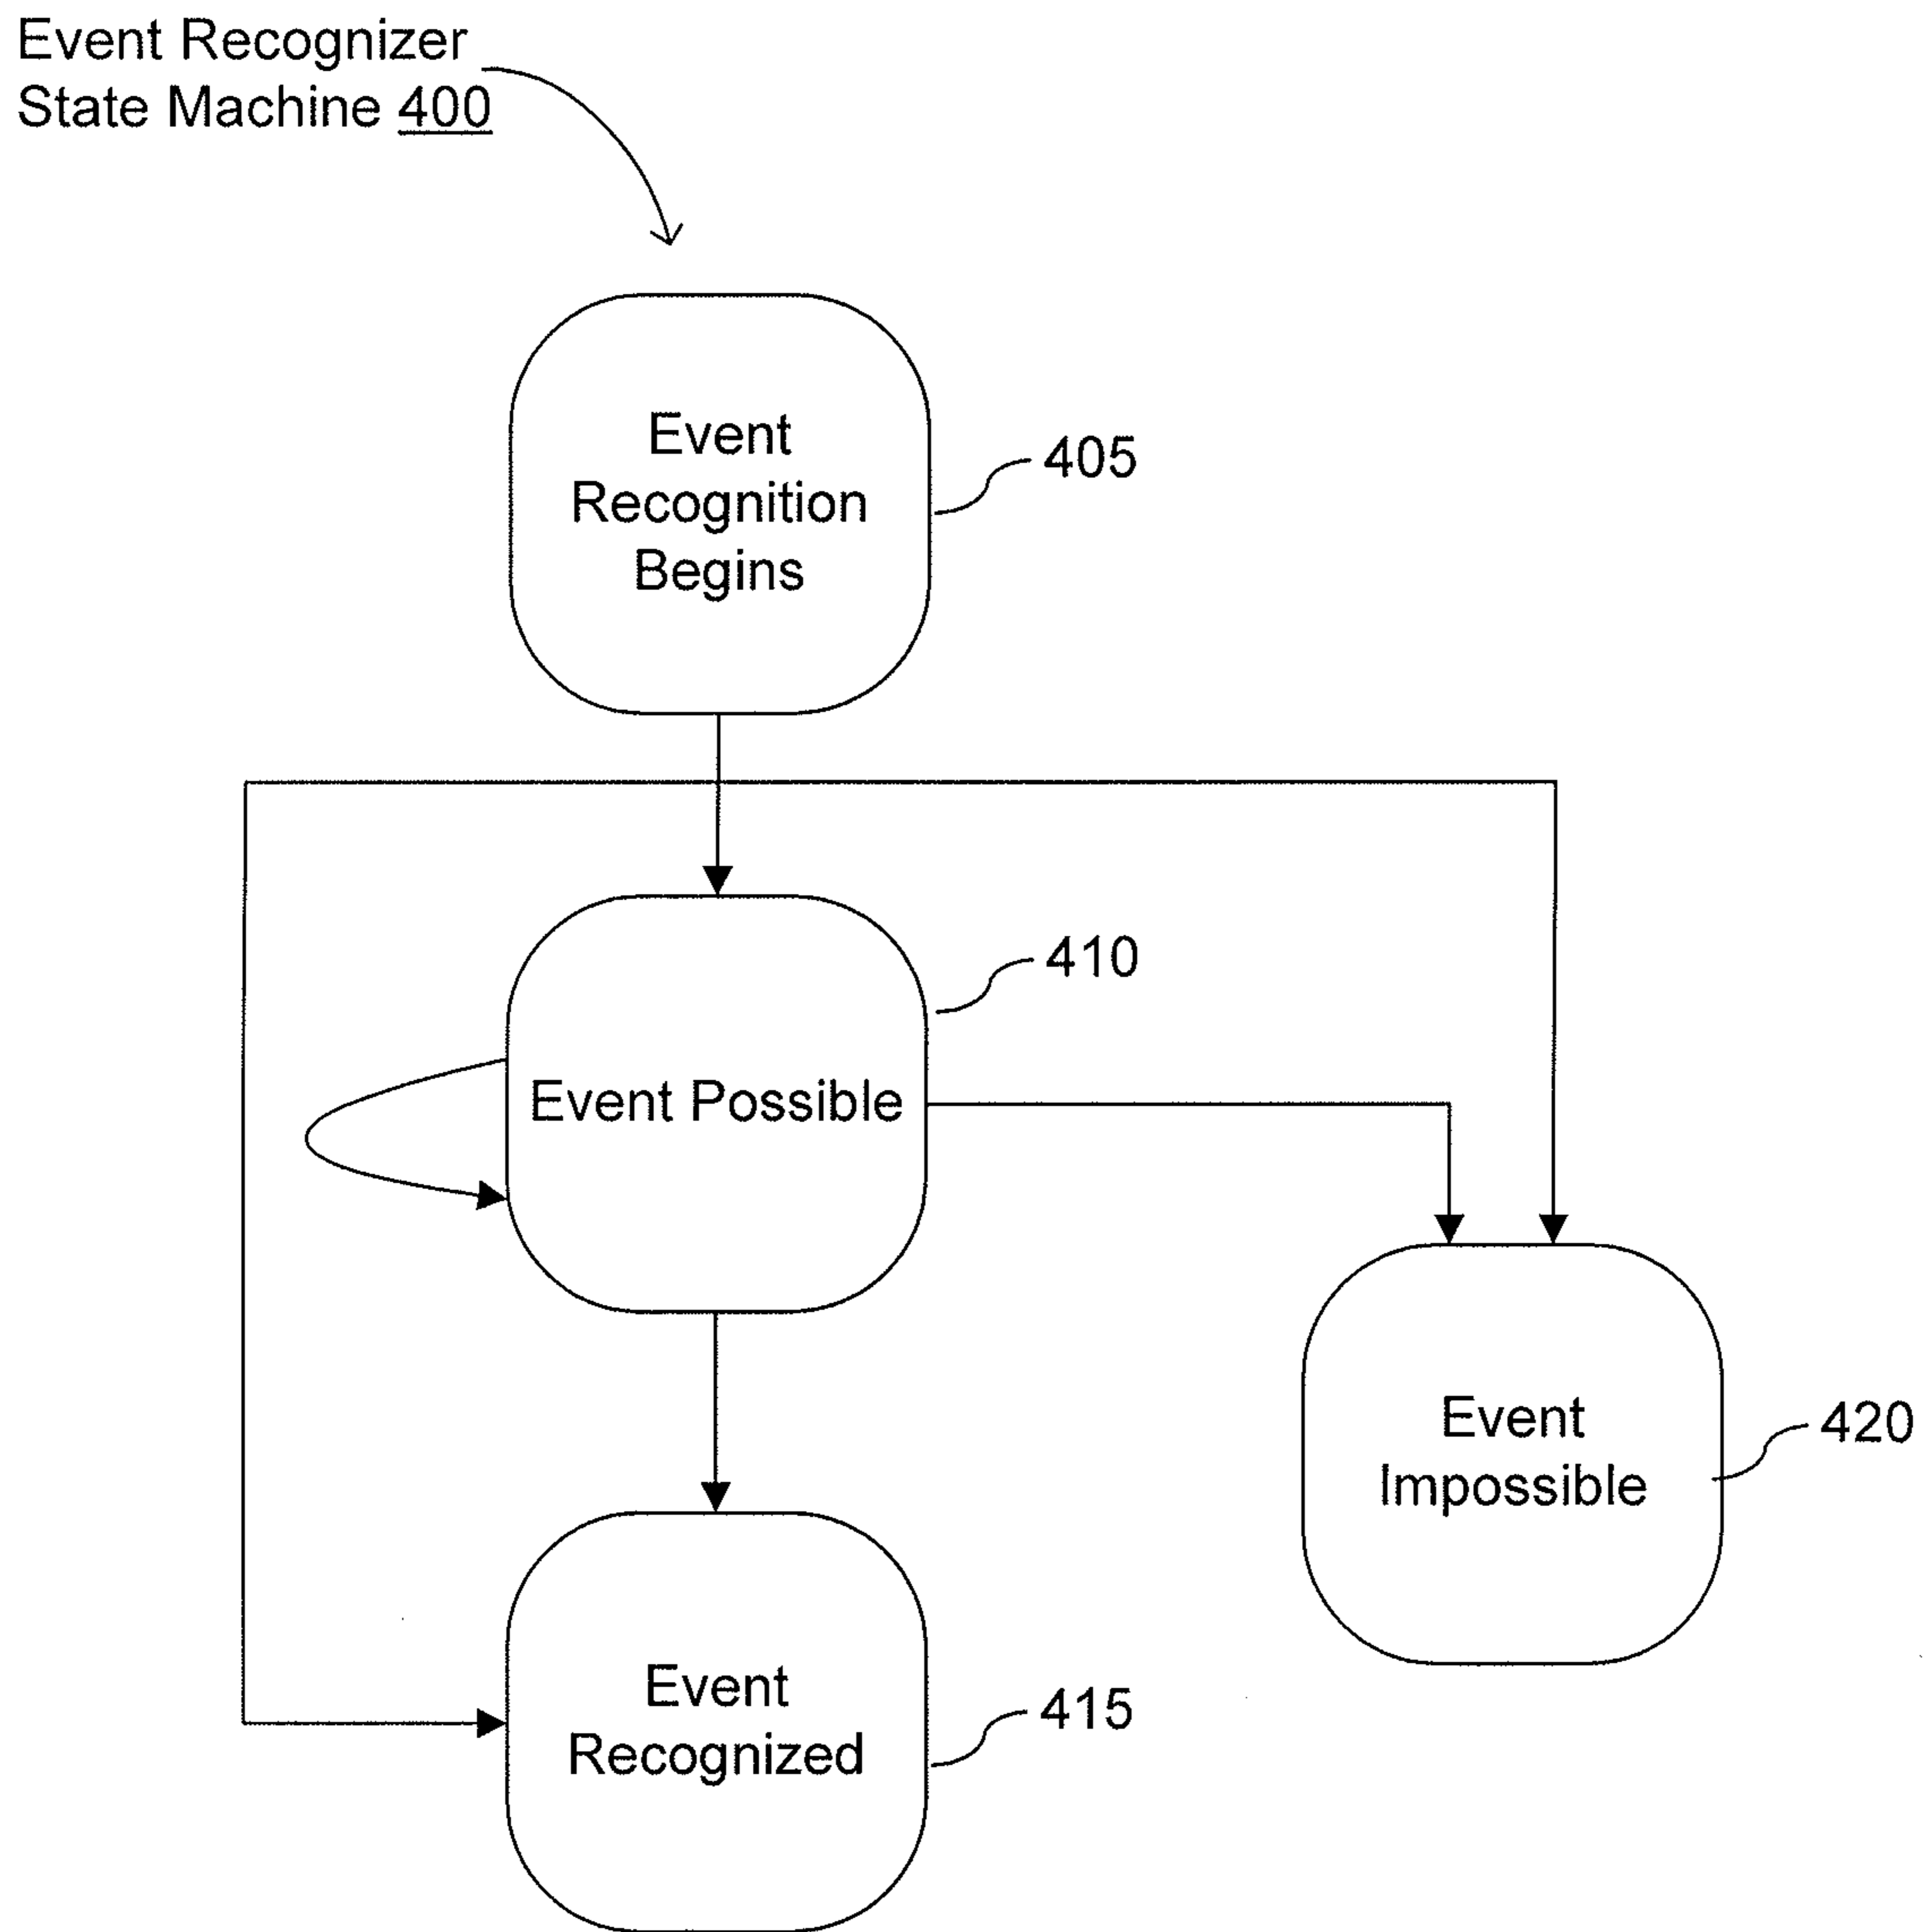 Event Recognizer
State Machine 400
Event
Recognition
Begins
405
410
Event Possible
Event
Impossible
420
Event
Recognized
415